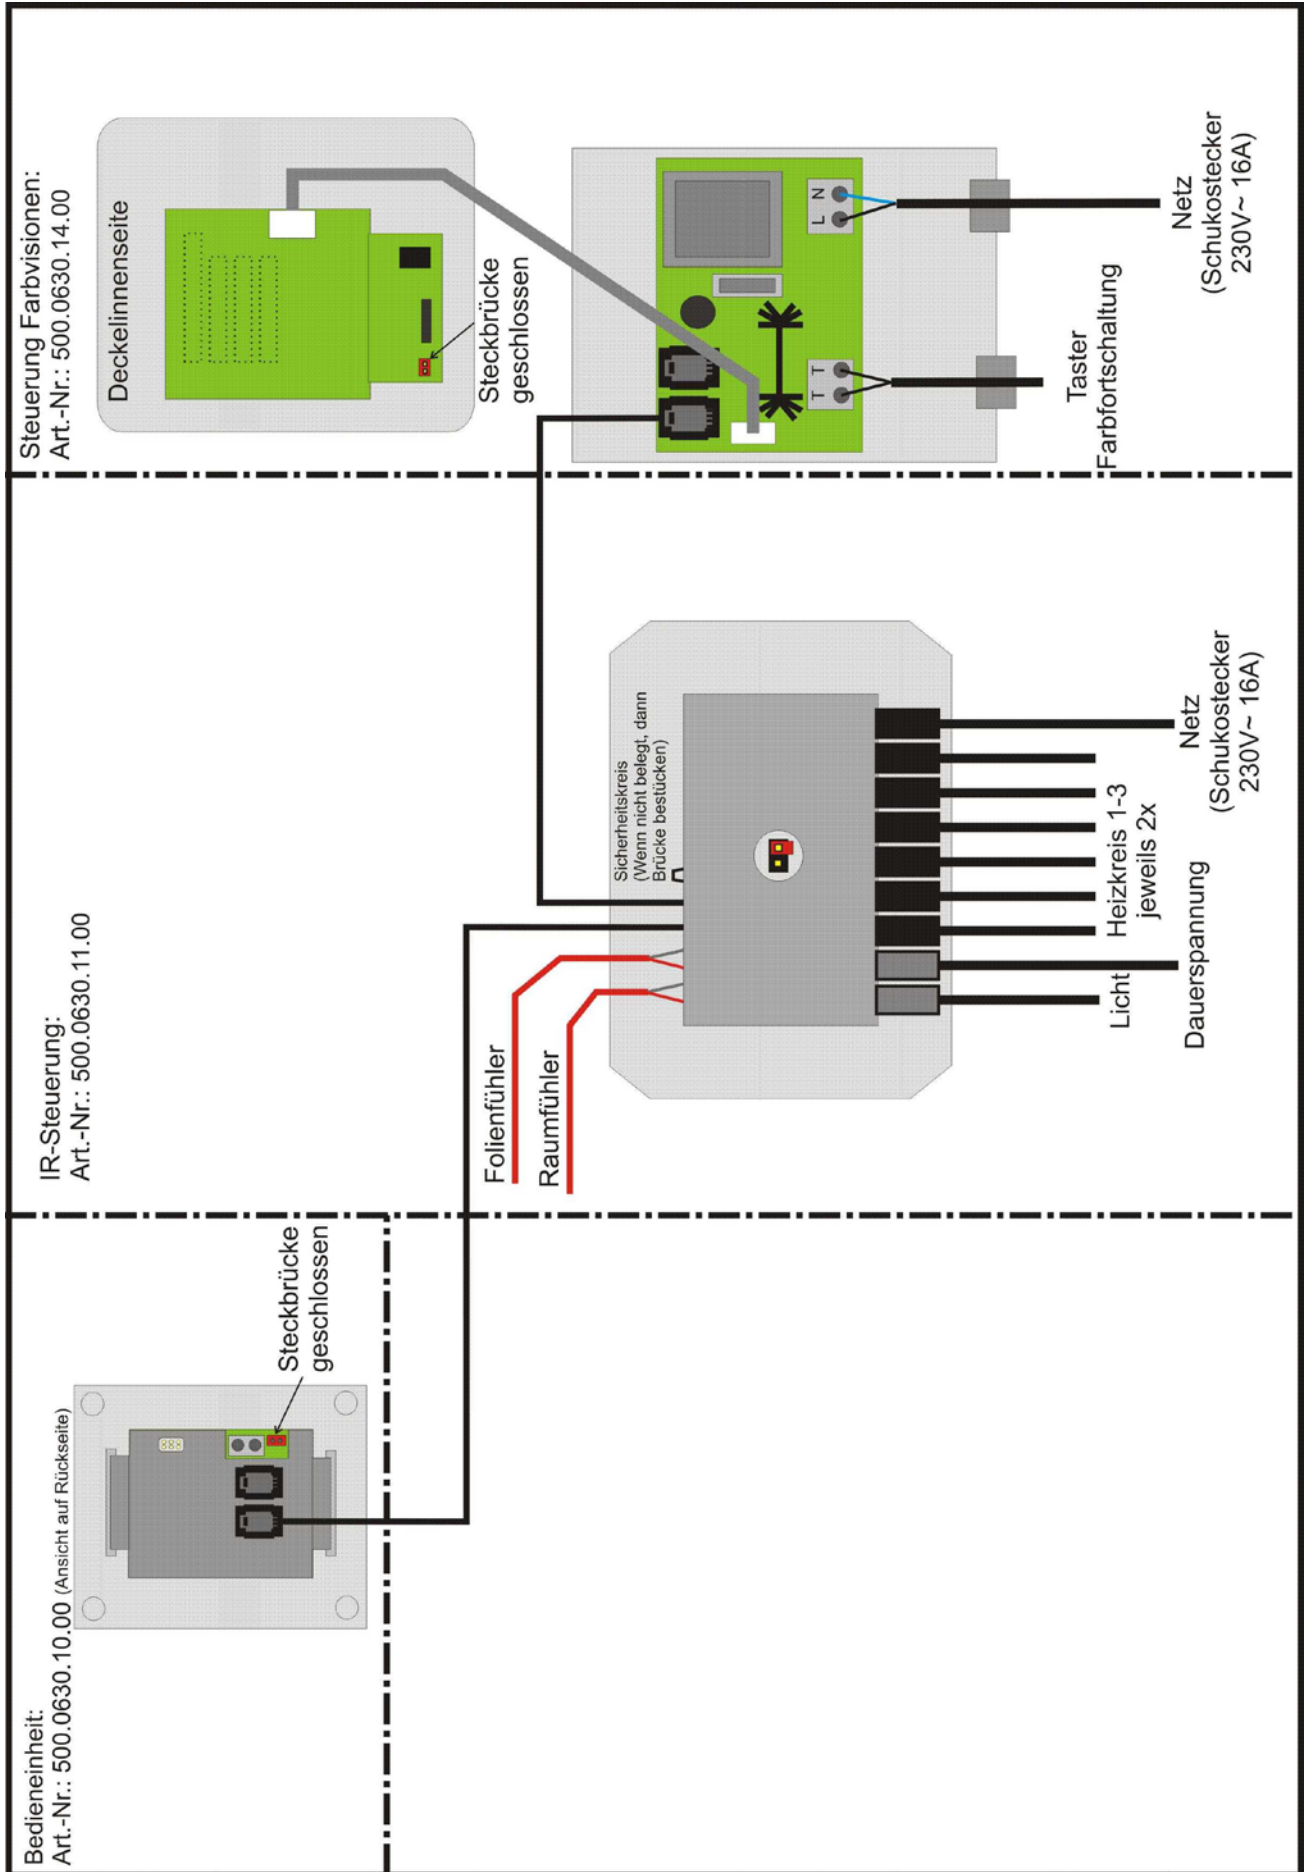 Bedieneinheit:
Art.-Nr.: 500.0630.10.00 (Ansicht auf Rückseite)
Steckbrücke
geschlossen
IR-Steuerung:
Art.-Nr.: 500.0630.11.00
Folienfühler
Raumfühler
Sicherheitskreis
(Wenn nicht belegt, dann
Brücke bestücken)
Licht
Dauerspannung
Heizkreis 1-3
jeweils 2x
Netz
(Schukostecker
230V~ 16A)
Steuerung Farbvisionen:
Art.-Nr.: 500.0630.14.00
Deckelinnenseite
Steckbrücke
geschlossen
T T
L N
Taster
Farbfortschaltung
Netz
(Schukostecker
230V~ 16A)